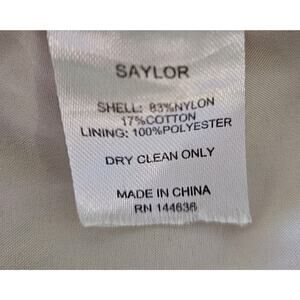 SAYLOR
SHELL: 83%NYLON
17%COTTON
LINING: 100%POLYESTER
DRY CLEAN ONLY
MADE IN CHINA
RN 144636